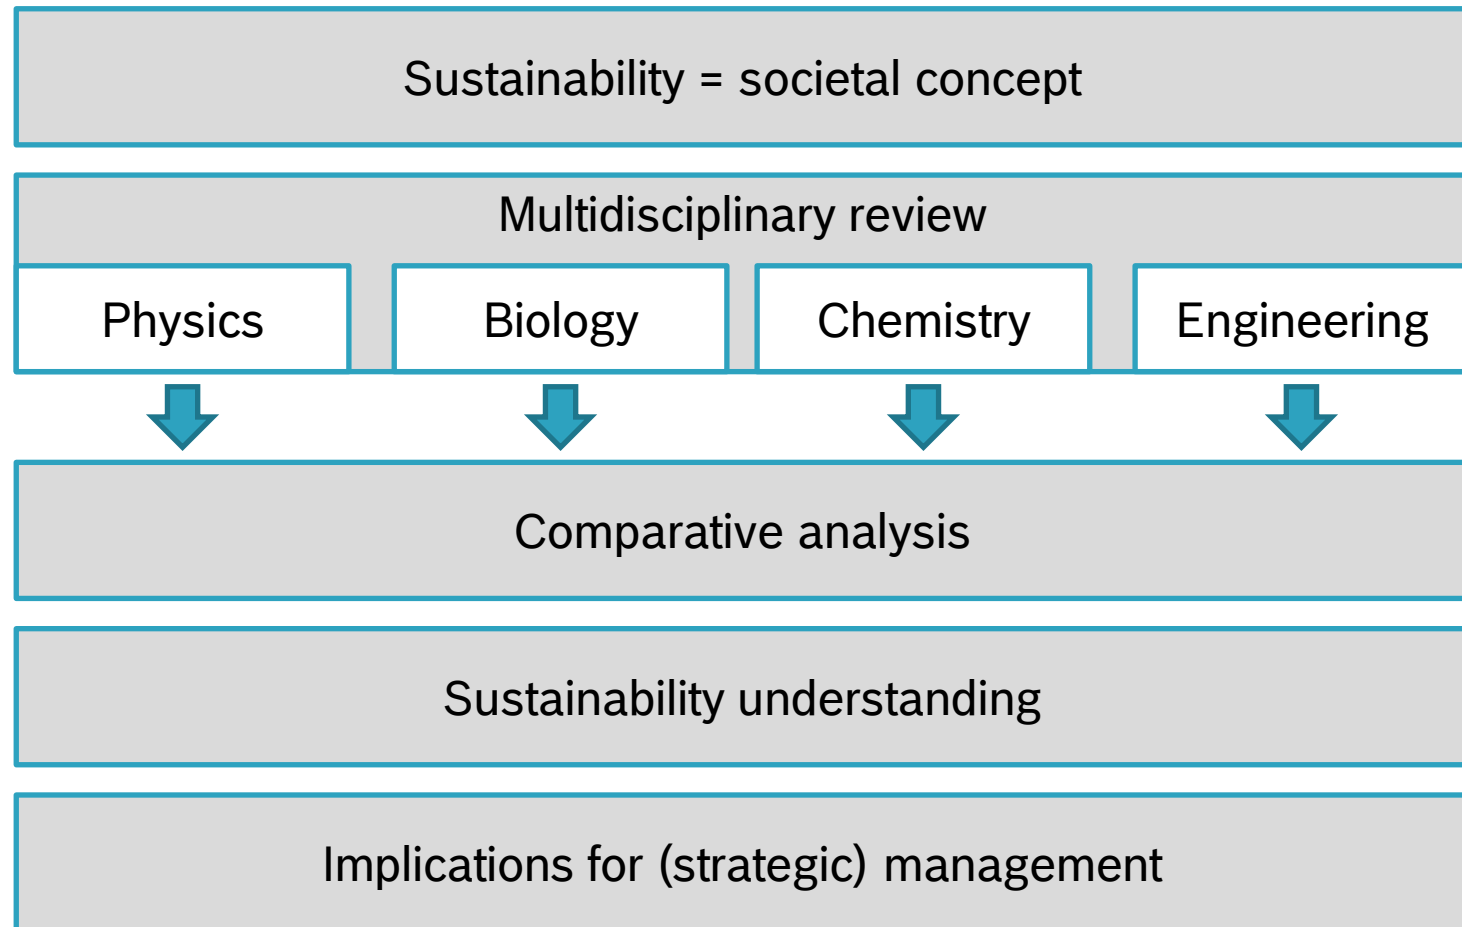 Sustainability = societal concept
Multidisciplinary review
Physics
Biology
Chemistry
Engineering
Comparative analysis
Sustainability understanding
Implications for (strategic) management